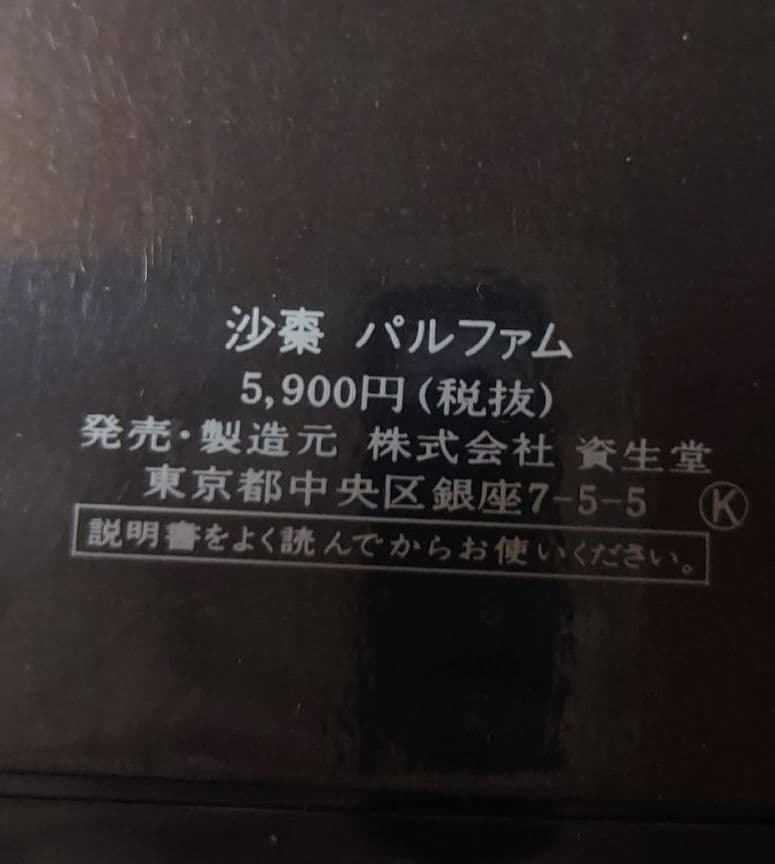 沙棗 パルファム
5,900円(税抜)
発売・製造元 株式会社 資生堂
東京都中央区銀座7-5-5 Ⓚ
説明書をよく読んでからお使いください。